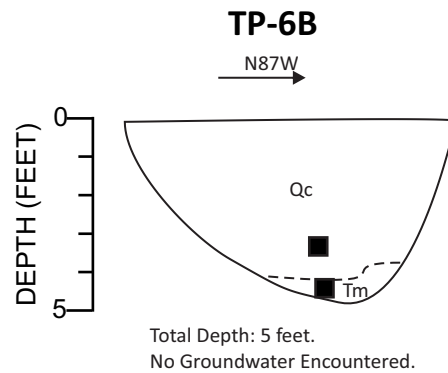 TP-6B
N87W
0
DEPTH (FEET)
Qc
Tm
5
Total Depth: 5 feet.
No Groundwater Encountered.